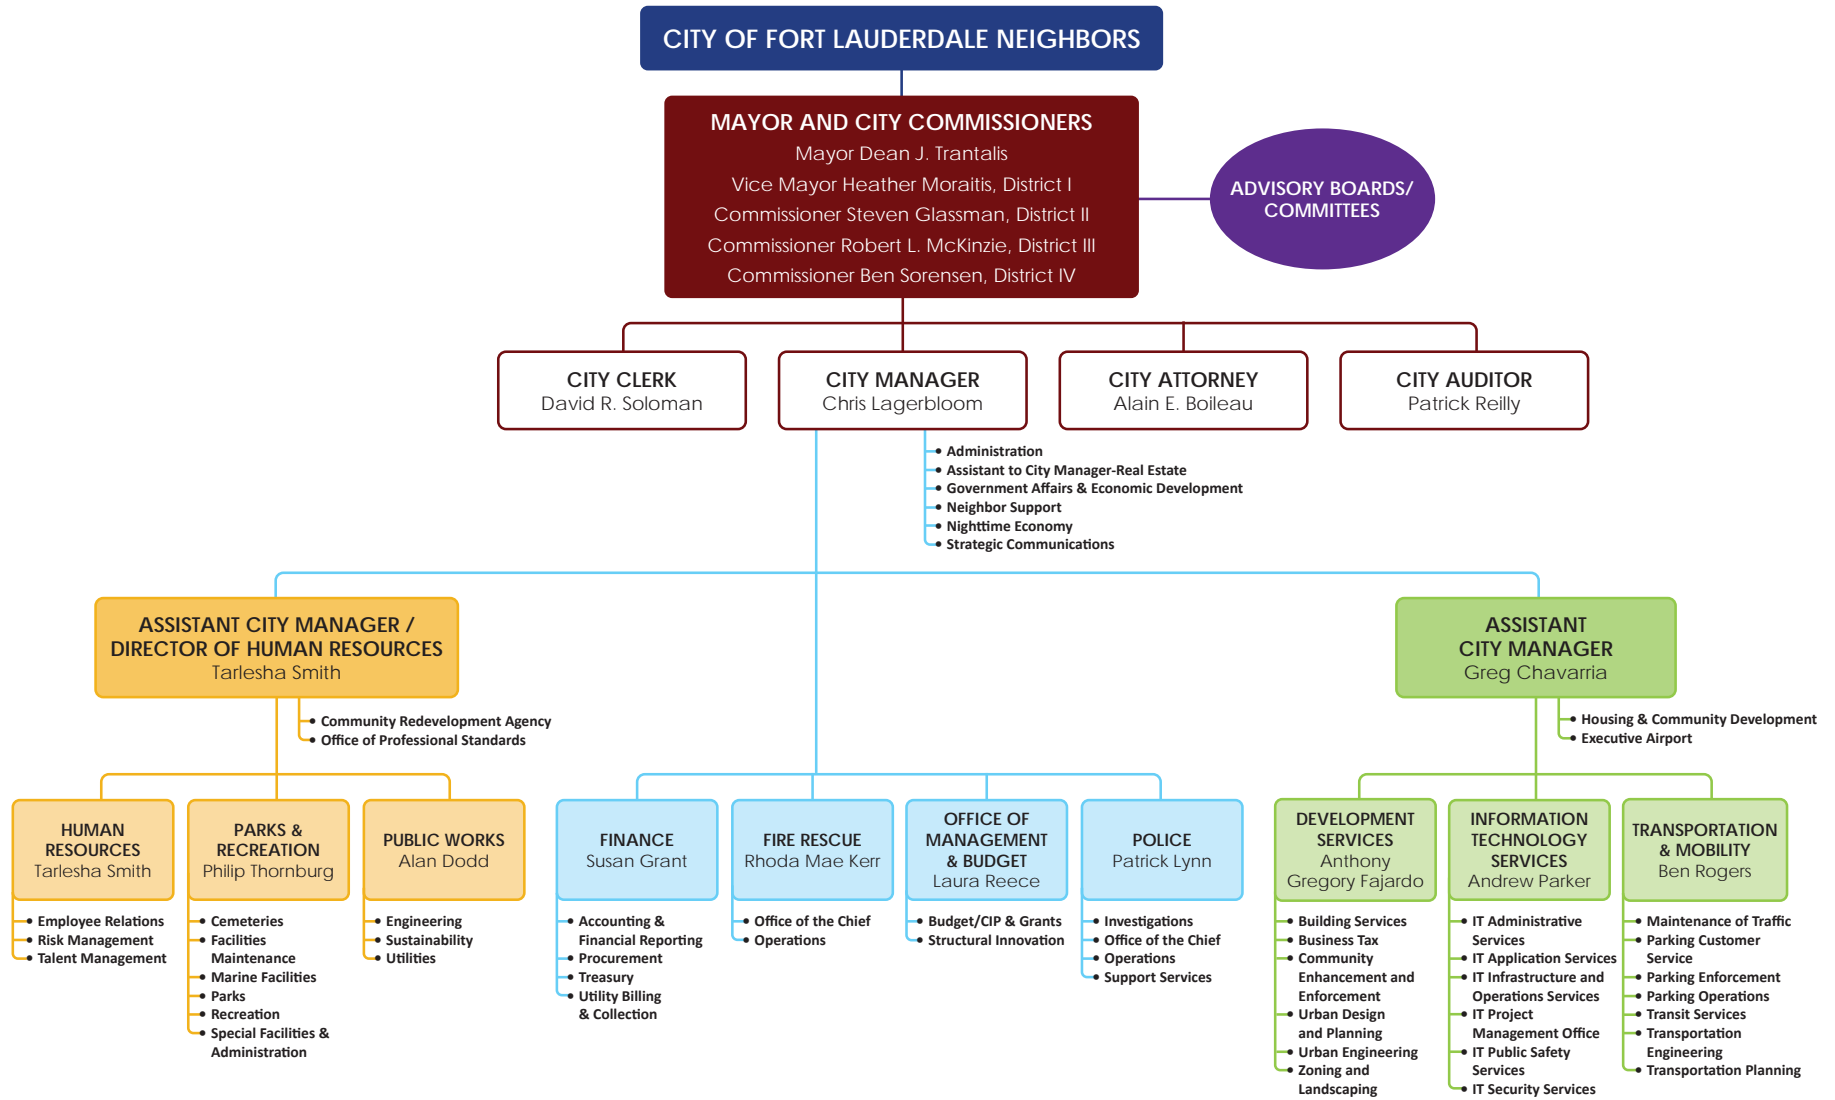 CITY OF FORT LAUDERDALE NEIGHBORS
MAYOR AND CITY COMMISSIONERS
Mayor Dean J. Trantalis
Vice Mayor Heather Moraitis, District I
Commissioner Steven Glassman, District II
Commissioner Robert L. McKinzie, District III
Commissioner Ben Sorensen, District IV
ADVISORY BOARDS/
COMMITTEES
CITY CLERK
David R. Soloman
CITY MANAGER
Chris Lagerbloom
CITY ATTORNEY
Alain E. Boileau
CITY AUDITOR
Patrick Reilly
• Administration
• Assistant to City Manager-Real Estate
• Government Affairs & Economic Development
• Neighbor Support
• Nighttime Economy
• Strategic Communications
ASSISTANT CITY MANAGER /
DIRECTOR OF HUMAN RESOURCES
Tarlesha Smith
• Community Redevelopment Agency
• Office of Professional Standards
ASSISTANT
CITY MANAGER
Greg Chavarria
• Housing & Community Development
• Executive Airport
HUMAN
RESOURCES
Tarlesha Smith
• Employee Relations
• Risk Management
• Talent Management
PARKS &
RECREATION
Philip Thornburg
• Cemeteries
• Facilities
Maintenance
• Marine Facilities
• Parks
• Recreation
• Special Facilities &
Administration
PUBLIC WORKS
Alan Dodd
• Engineering
• Sustainability
• Utilities
FINANCE
Susan Grant
• Accounting &
Financial Reporting
• Procurement
• Treasury
• Utility Billing
& Collection
FIRE RESCUE
Rhoda Mae Kerr
• Office of the Chief
• Operations
OFFICE OF
MANAGEMENT
& BUDGET
Laura Reece
• Budget/CIP & Grants
• Structural Innovation
POLICE
Patrick Lynn
• Investigations
• Office of the Chief
• Operations
• Support Services
DEVELOPMENT
SERVICES
Anthony
Gregory Fajardo
• Building Services
• Business Tax
• Community
Enhancement and
Enforcement
• Urban Design
and Planning
• Urban Engineering
• Zoning and
Landscaping
INFORMATION
TECHNOLOGY
SERVICES
Andrew Parker
• IT Administrative
Services
• IT Application Services
• IT Infrastructure and
Operations Services
• IT Project
Management Office
• IT Public Safety
Services
• IT Security Services
TRANSPORTATION
& MOBILITY
Ben Rogers
• Maintenance of Traffic
• Parking Customer
Service
• Parking Enforcement
• Parking Operations
• Transit Services
• Transportation
Engineering
• Transportation Planning